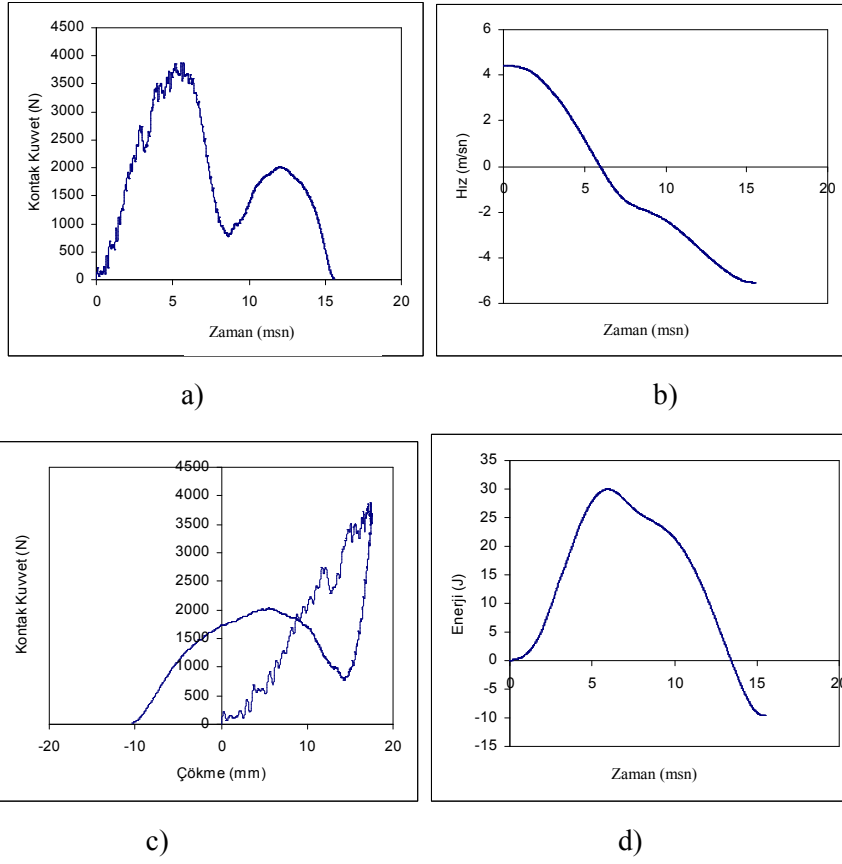 4500
4000
3500
3000
2500
2000
1500
1000
500
0
0 5 10 15 20
Kontak Kuvvet (N)
Zaman (msn)
a)
6
4
2
0
-2
-4
-6
0 5 10 15 20
Hız (m/sn)
Zaman (msn)
b)
4500
4000
3500
3000
2500
2000
1500
1000
500
0
-20 -10 0 10 20
Kontak Kuvvet (N)
Çökme (mm)
c)
35
30
25
20
15
10
5
0
-5
-10
-15
0 5 10 15 20
Enerji (J)
Zaman (msn)
d)